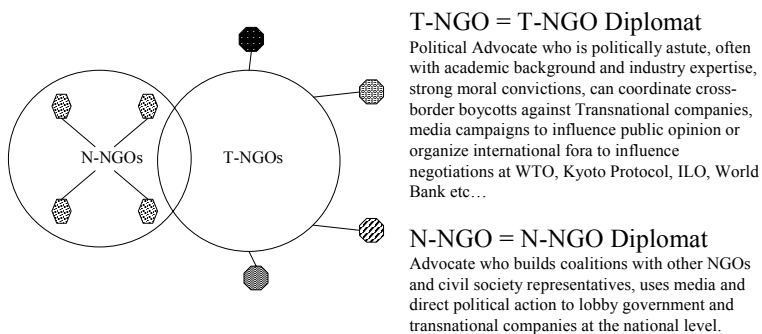 N-NGOs
T-NGOs
T-NGO = T-NGO Diplomat
Political Advocate who is politically astute, often
with academic background and industry expertise,
strong moral convictions, can coordinate cross-
border boycotts against Transnational companies,
media campaigns to influence public opinion or
organize international fora to influence
negotiations at WTO, Kyoto Protocol, ILO, World
Bank etc…
N-NGO = N-NGO Diplomat
Advocate who builds coalitions with other NGOs
and civil society representatives, uses media and
direct political action to lobby government and
transnational companies at the national level.